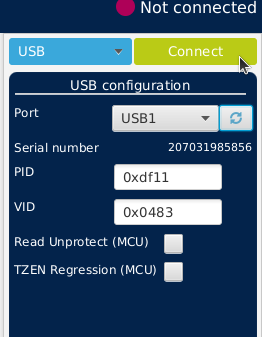 Not connected
USB
Connect
USB configuration
Port
USB1
Serial number
207031985856
PID
0xdf11
VID
0x0483
Read Unprotect (MCU)
TZEN Regression (MCU)